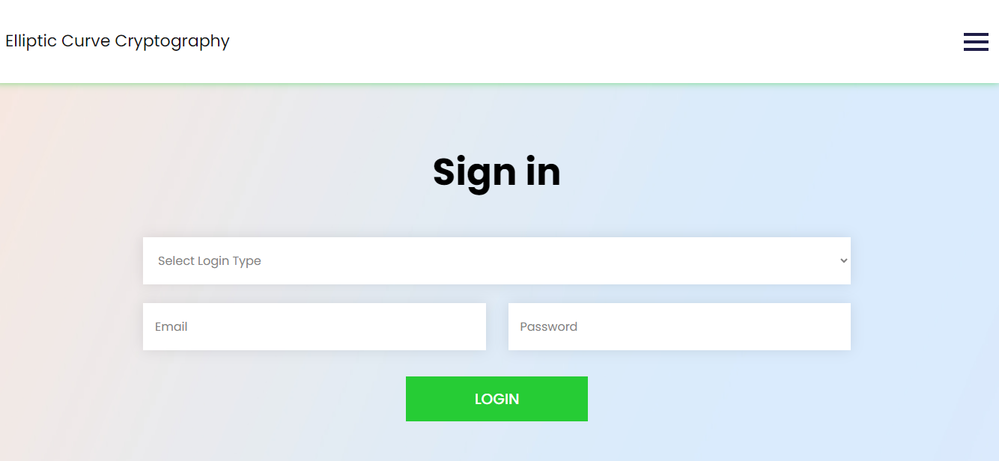 Elliptic Curve Cryptography
Sign in
Select Login Type
Email
Password
LOGIN